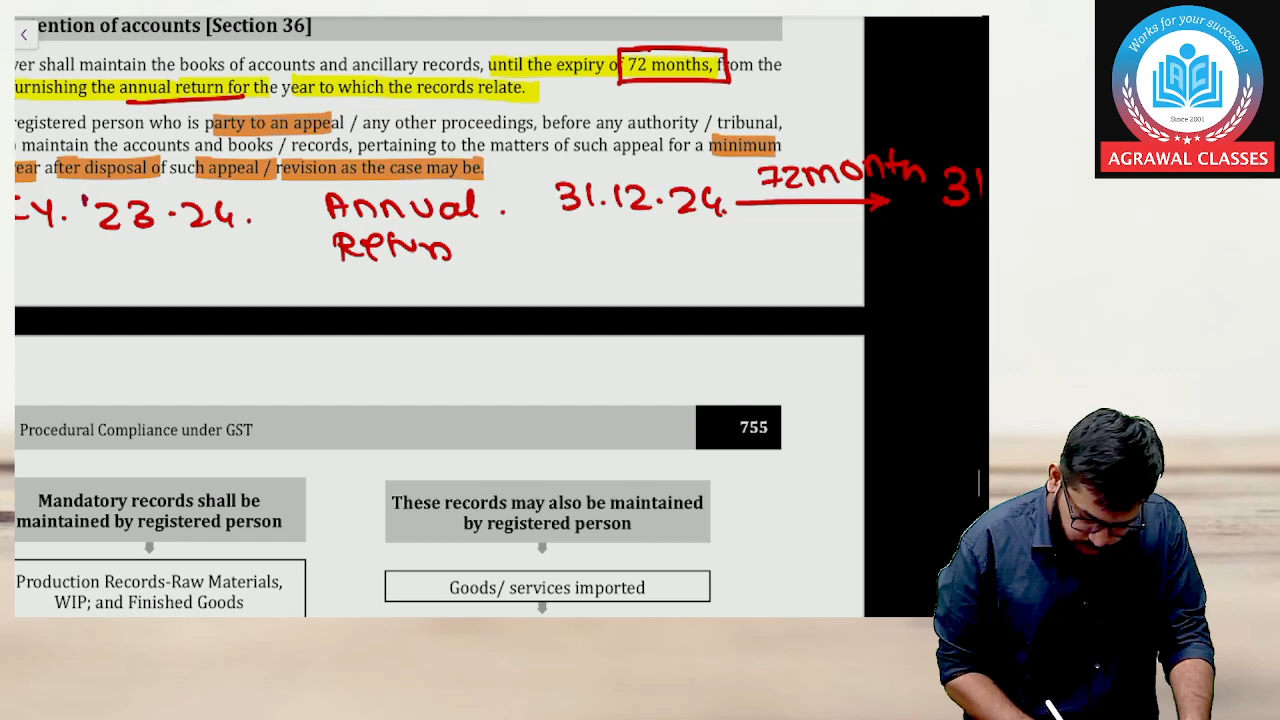 ention of accounts [Section 36]
ver shall maintain the books of accounts and ancillary records, until the expiry of 72 months, from the
urnishing the annual return for the year to which the records relate.
registered person who is party to an appeal / any other proceedings, before any authority / tribunal,
maintain the accounts and books / records, pertaining to the matters of such appeal for a minimum
ear after disposal of such appeal / revision as the case may be.
72 month
Y. '23-24. Annual. 31.12.24. 31
Return
Procedural Compliance under GST 755
Mandatory records shall be
maintained by registered person
These records may also be maintained
by registered person
Production Records-Raw Materials,
WIP; and Finished Goods
Goods/ services imported
Works for your success!
AC
Since 2001
AGRAWAL CLASSES